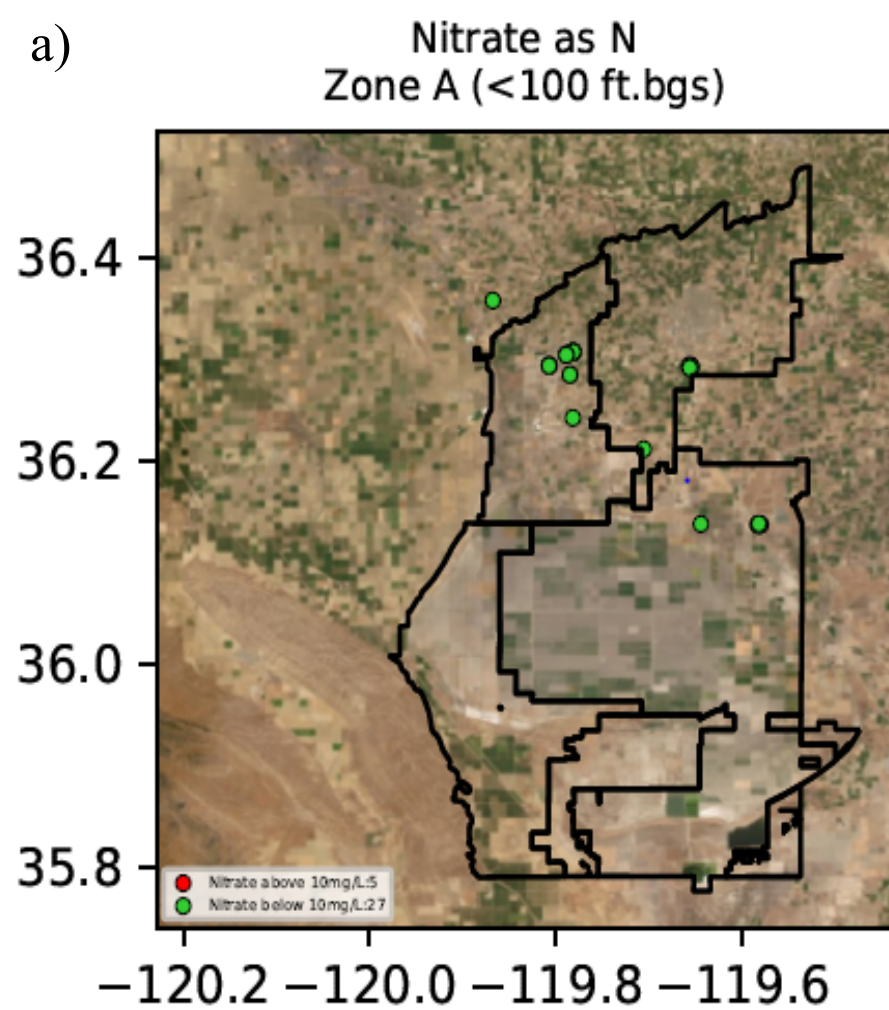 a)
Nitrate as N
Zone A (<100 ft.bgs)
36.4
36.2
36.0
35.8
Nitrate above 10mg/L:5
Nitrate below 10mg/L:27
−120.2 −120.0 −119.8 −119.6